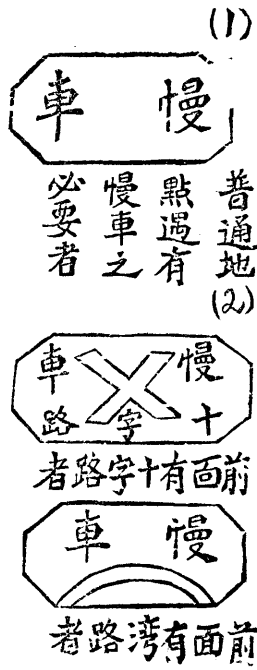 (1)
慢車
普通地
點遇有
慢車之
必要者
(2)
慢車
十字路
前面有十字路者
慢車
前面有湾路者